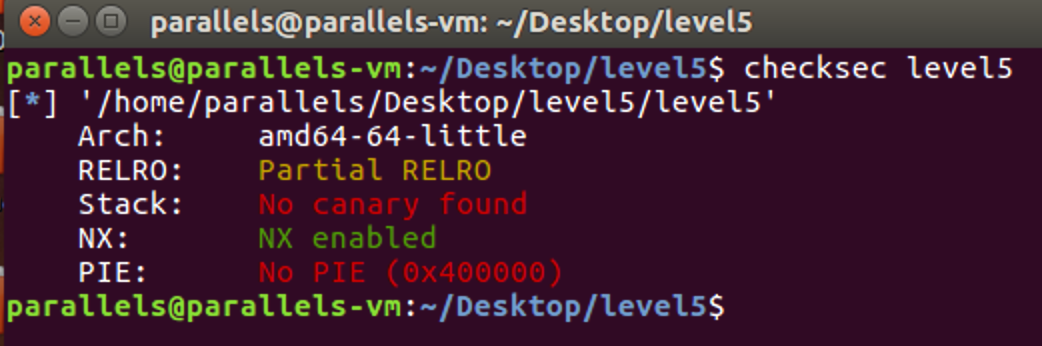 parallels@parallels-vm: ~/Desktop/level5
parallels@parallels-vm:~/Desktop/level5$ checksec level5
[*] '/home/parallels/Desktop/level5/level5'
    Arch:     amd64-64-little
    RELRO:    Partial RELRO
    Stack:    No canary found
    NX:       NX enabled
    PIE:      No PIE (0x400000)
parallels@parallels-vm:~/Desktop/level5$